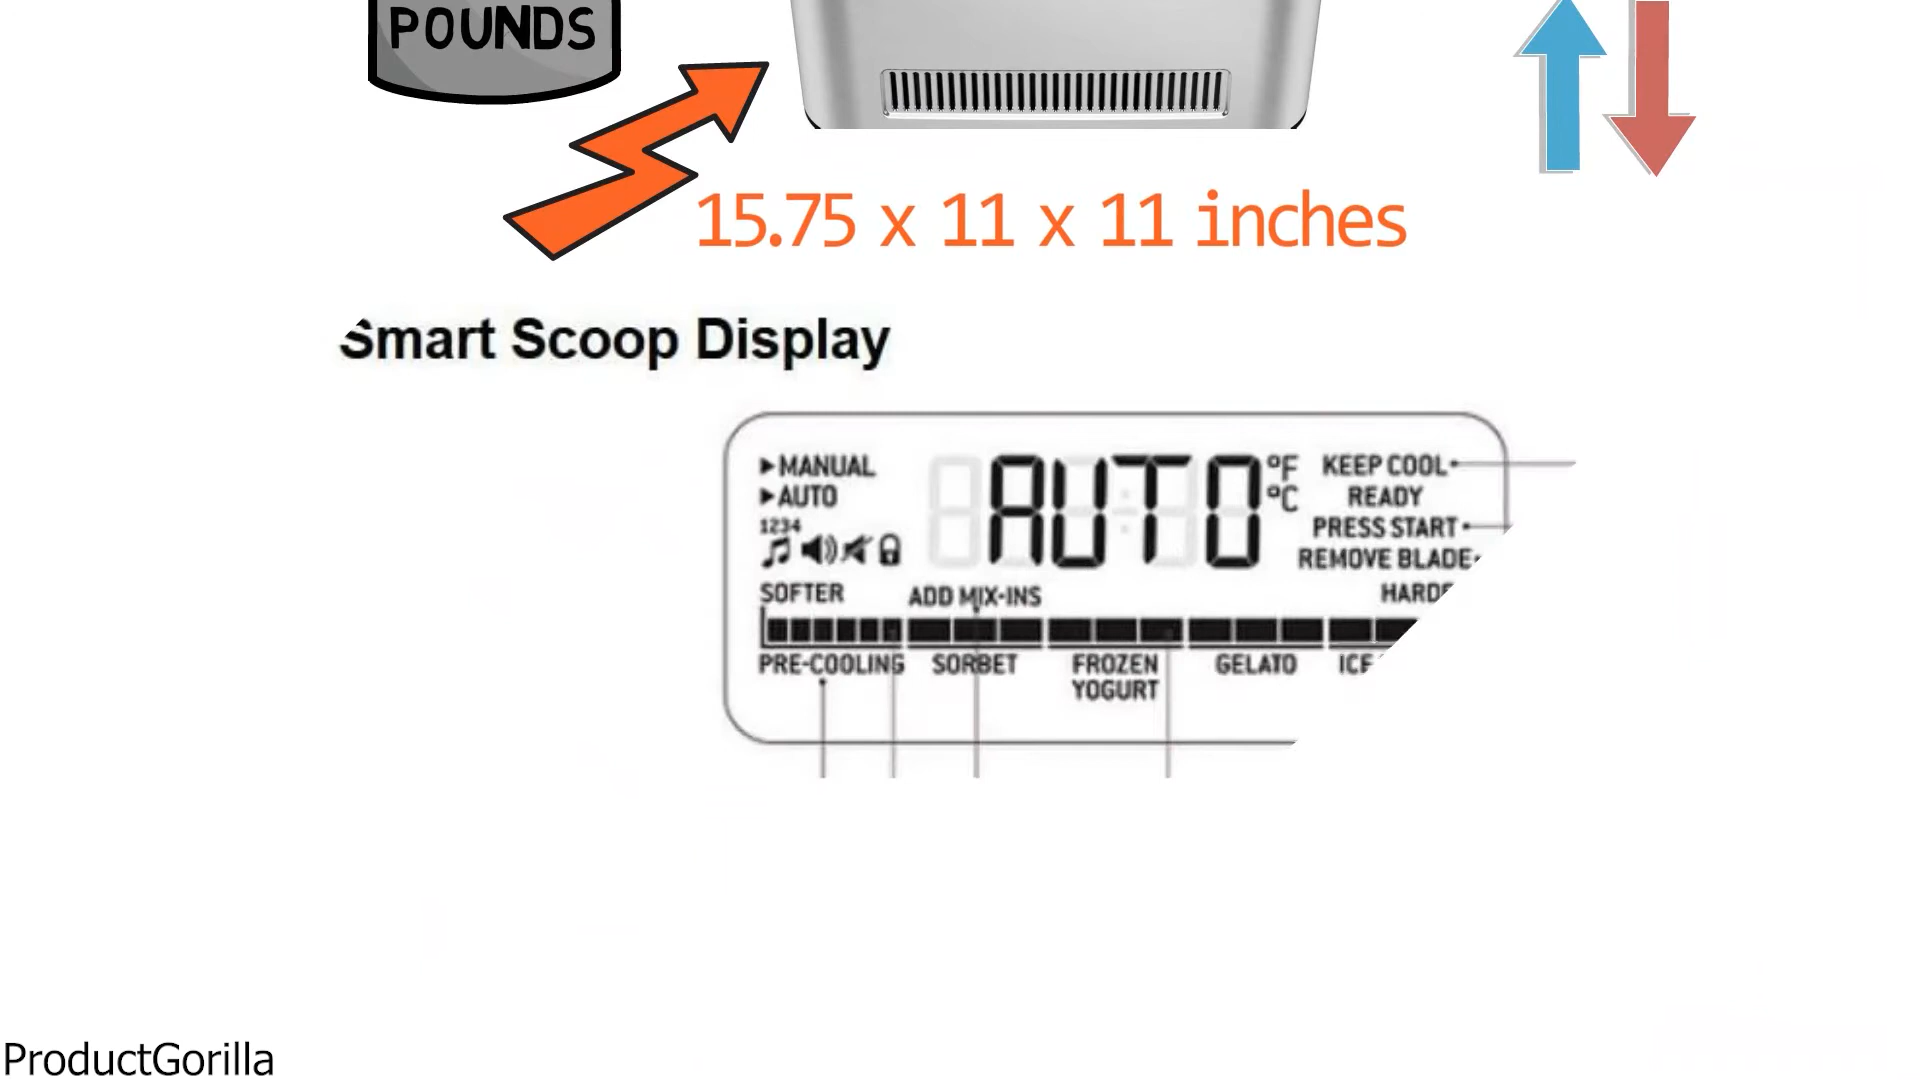 POUNDS
15.75 x 11 x 11 inches
Smart Scoop Display
MANUAL
AUTO
1234
AUTO
°F
°C
KEEP COOL
READY
PRESS START
REMOVE BLADE
SOFTER
ADD MIX-INS
PRE-COOLING
SORBET
FROZEN
YOGURT
GELATO
ICE
ProductGorilla